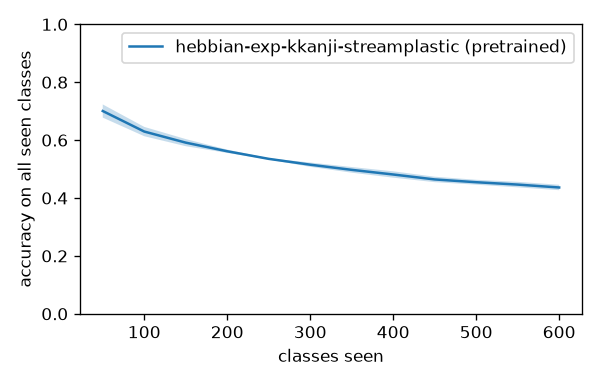 1.0
hebbian-exp-kkanji-streamplastic (pretrained)
0.8
0.6
0.4
0.2
0.0
accuracy on all seen classes
100 200 300 400 500 600
classes seen